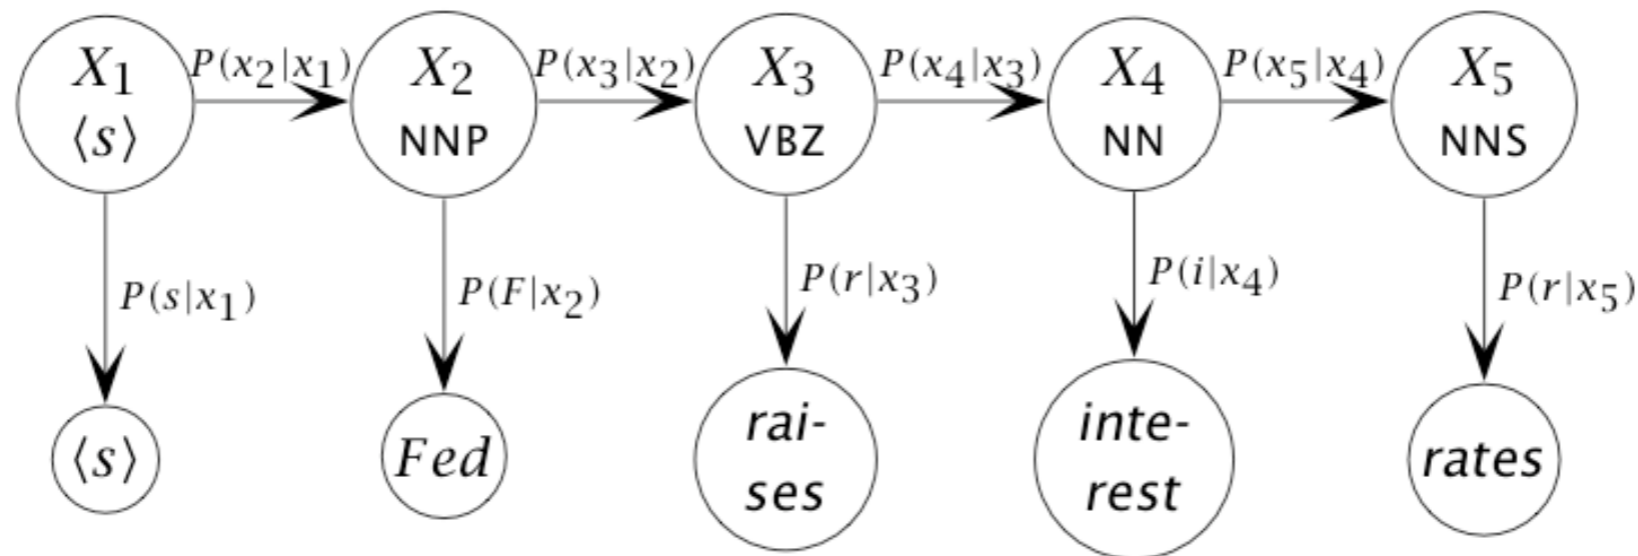 X1 P(x2|x1) X2 P(x3|x2) X3 P(x4|x3) X4 P(x5|x4) X5
⟨s⟩ NNP VBZ NN NNS
P(s|x1) P(F|x2) P(r|x3) P(i|x4) P(r|x5)
⟨s⟩ Fed rai- inte- rates
ses rest